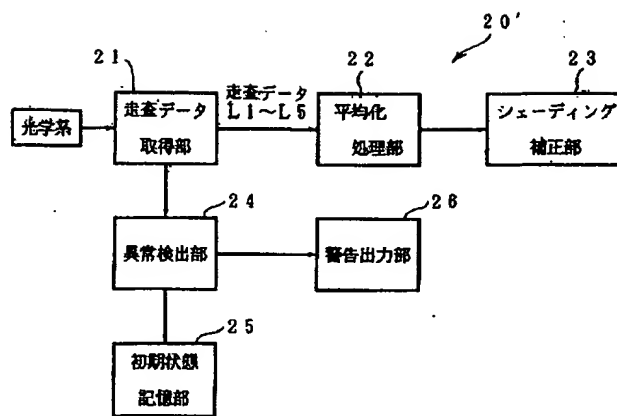 20′
21
22
23
走査データ
L1〜L5
光学系
走査データ
取得部
平均化
処理部
シェーディング
補正部
24
26
異常検出部
警告出力部
25
初期状態
記憶部